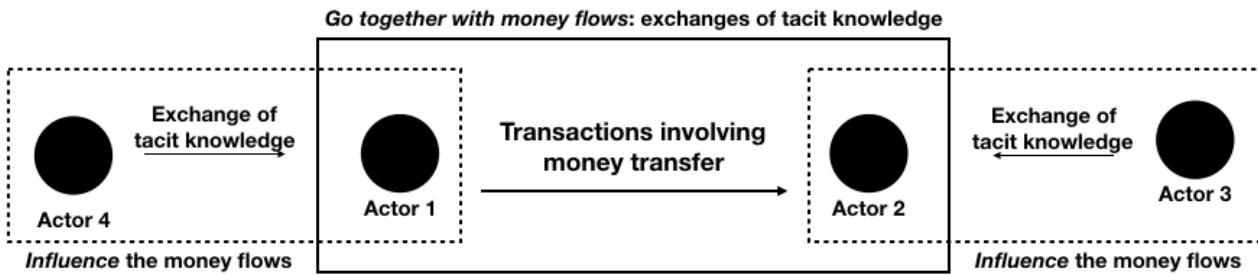 Go together with money flows: exchanges of tacit knowledge
Exchange of
tacit knowledge
Transactions involving
money transfer
Exchange of
tacit knowledge
Actor 4
Actor 1
Actor 2
Actor 3
Influence the money flows
Influence the money flows